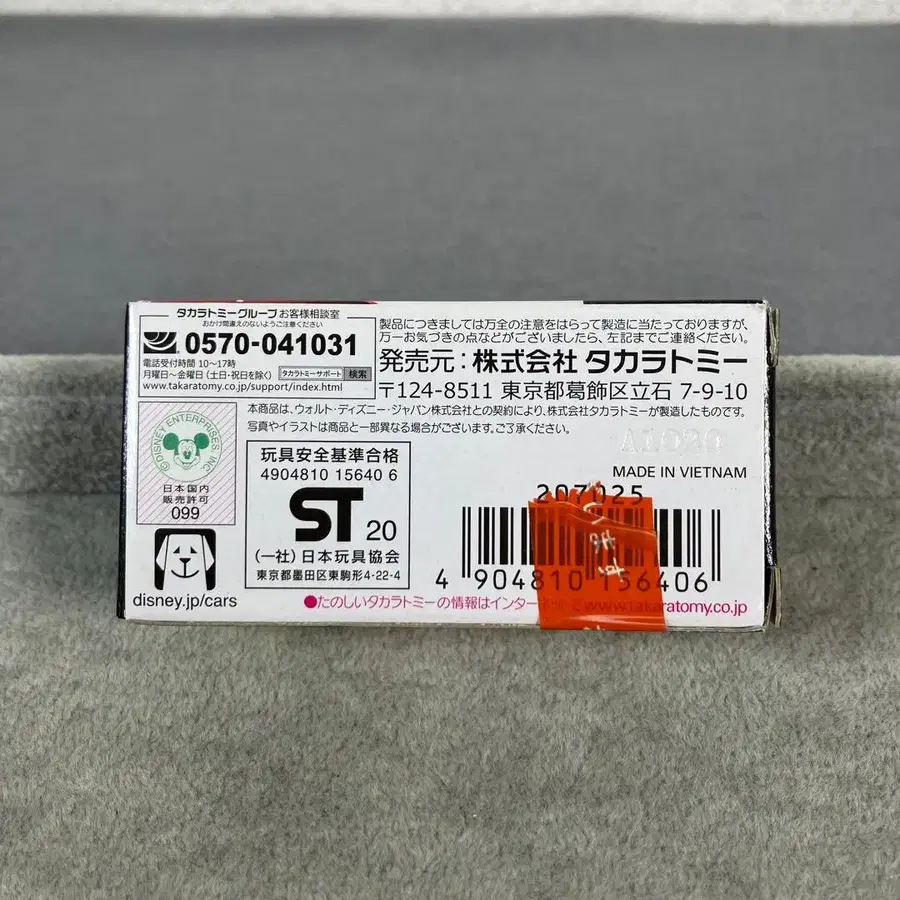 タカラトミーグループ お客様相談室
おかけ間違えのないようご注意ください
0570-041031
電話受付時間 10〜17時
月曜日〜金曜日 (土日・祝日を除く)
タカラトミーサポート 検索
www.takaratomy.co.jp/support/index.html
製品につきましては万全の注意をはらって製造に当たっておりますが、
万一お気づきの点などがございましたら、左記までご連絡ください。
発売元：株式会社 タカラトミー
〒124-8511 東京都葛飾区立石 7-9-10
本商品は、ウォルト・ディズニー・ジャパン株式会社との契約により、株式会社タカラトミーが製造したものです。
写真やイラストは商品と一部異なる場合がございます。ご了承ください。
A1020
MADE IN VIETNAM
©DISNEY ENTERPRISES, INC.
日本国内
販売許可
099
disney.jp/cars
玩具安全基準合格
4904810 15640 6
ST 20
(一社) 日本玩具協会
東京都墨田区東駒形4-22-4
207025
します
4 904810 156406
●たのしいタカラトミーの情報はインターネットで www.takaratomy.co.jp